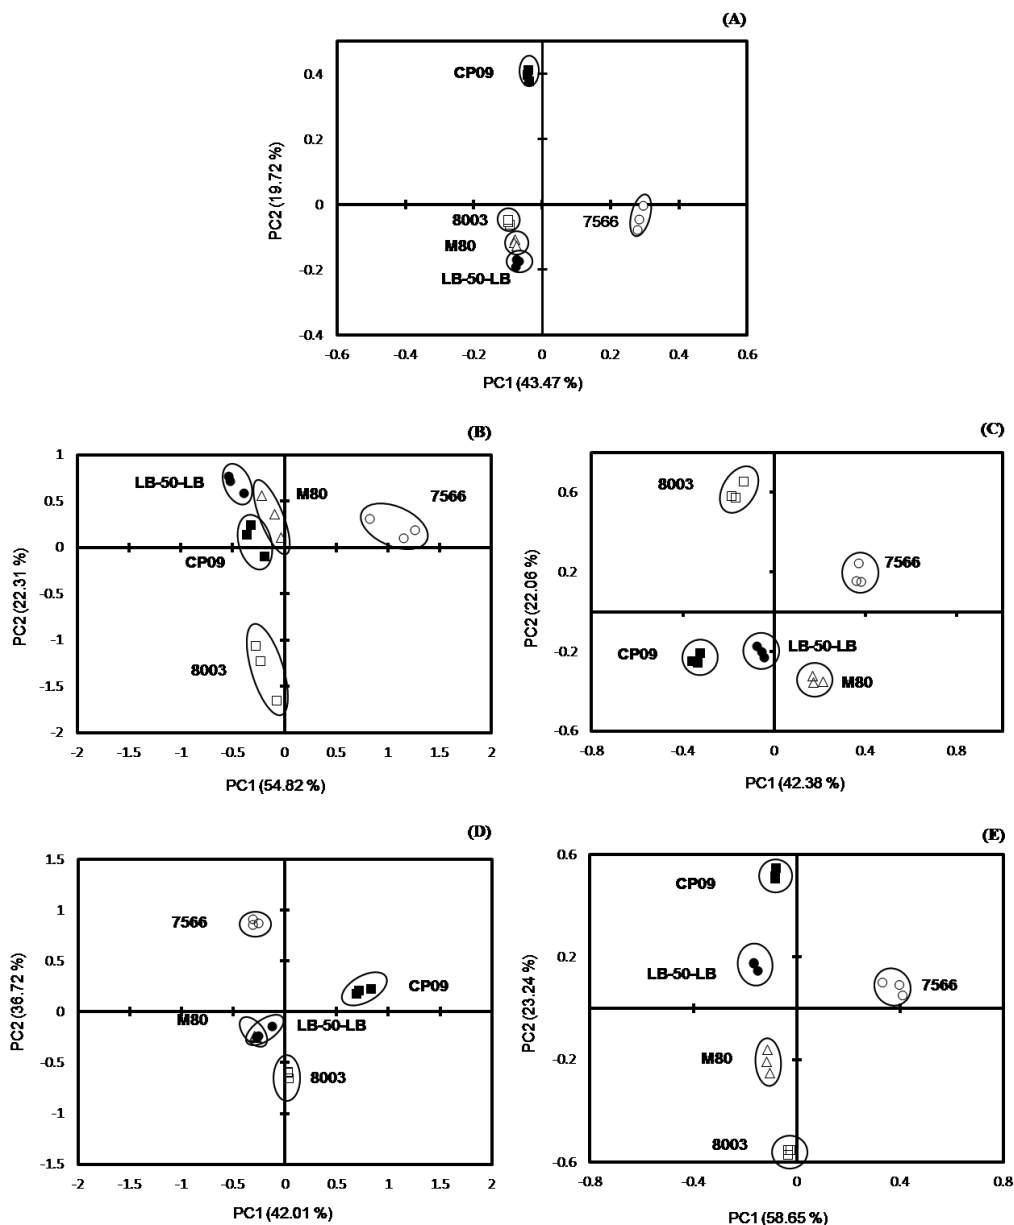 (A)
0.4
0.2
0
-0.2
-0.4
PC2 (19.72 %)
CP09
8003
M80
LB-50-LB
7566
-0.6 -0.4 -0.2 0 0.2 0.4 0.6
PC1 (43.47 %)
(B)
1
0.5
0
-0.5
-1
-1.5
-2
PC2 (22.31 %)
LB-50-LB
M80
7566
CP09
8003
-2 -1.5 -1 -0.5 0 0.5 1 1.5 2
PC1 (54.82 %)
(C)
0.6
0.2
-0.2
-0.6
PC2 (22.06 %)
8003
7566
CP09
LB-50-LB
M80
-0.8 -0.4 0 0.4 0.8
PC1 (42.38 %)
(D)
1.5
1
0.5
0
-0.5
-1
-1.5
PC2 (36.72 %)
7566
CP09
M80
LB-50-LB
8003
-2 -1.5 -1 -0.5 0 0.5 1 1.5 2
PC1 (42.01 %)
(E)
0.6
0.2
-0.2
-0.6
PC2 (23.24 %)
CP09
LB-50-LB
7566
M80
8003
-0.8 -0.4 0 0.4 0.8
PC1 (58.65 %)